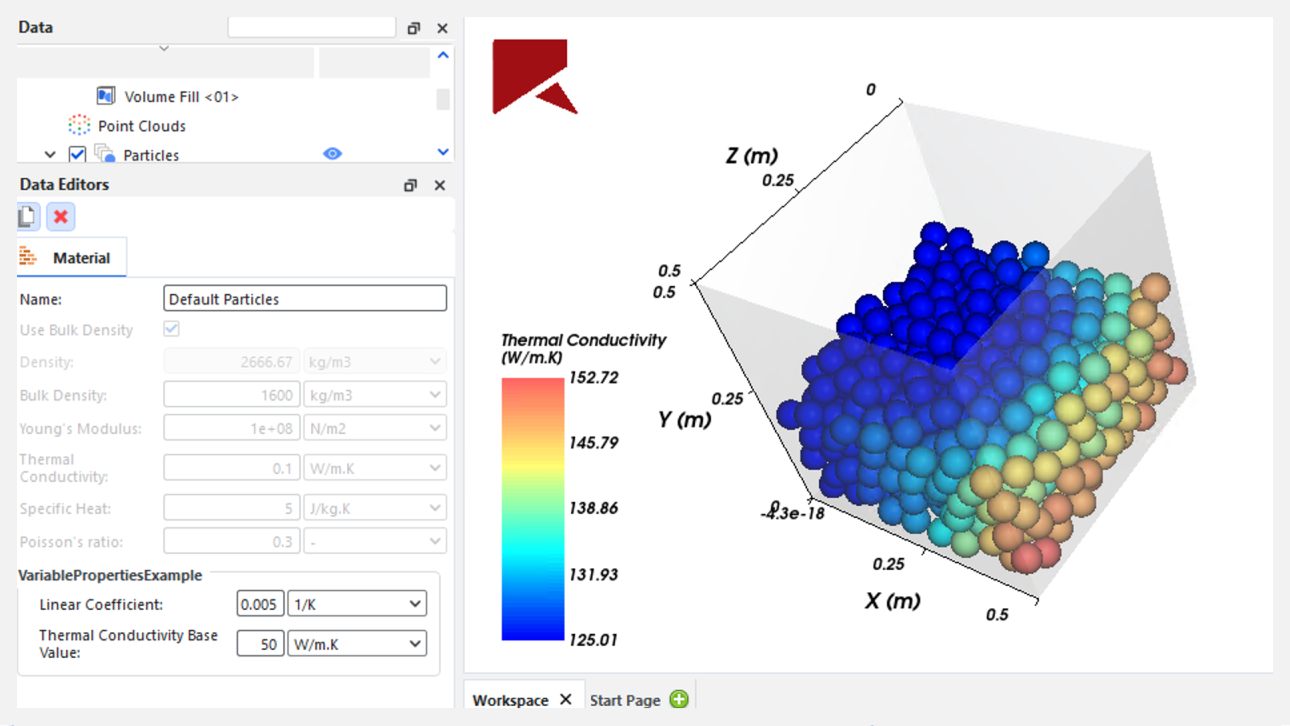 Data
Volume Fill <01>
Point Clouds
Particles
Data Editors
Material
Name: Default Particles
Use Bulk Density
Density: 2666.67 kg/m3
Bulk Density: 1600 kg/m3
Young's Modulus: 1e+08 N/m2
Thermal
Conductivity: 0.1 W/m.K
Specific Heat: 5 J/kg.K
Poisson's ratio: 0.3 -
VariablePropertiesExample
Linear Coefficient: 0.005 1/K
Thermal Conductivity Base
Value: 50 W/m.K
0
Z (m)
0.25
0.5
0.5
Thermal Conductivity
(W/m.K)
152.72
145.79
138.86
131.93
125.01
0.25
Y (m)
0
-4.3e-18
0.25
X (m)
0.5
Workspace
Start Page